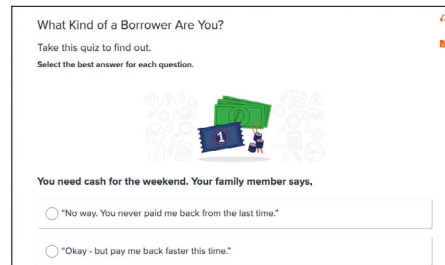 What Kind of a Borrower Are You?
Take this quiz to find out.
Select the best answer for each question.
1
You need cash for the weekend. Your family member says,
"No way. You never paid me back from the last time."
"Okay - but pay me back faster this time."